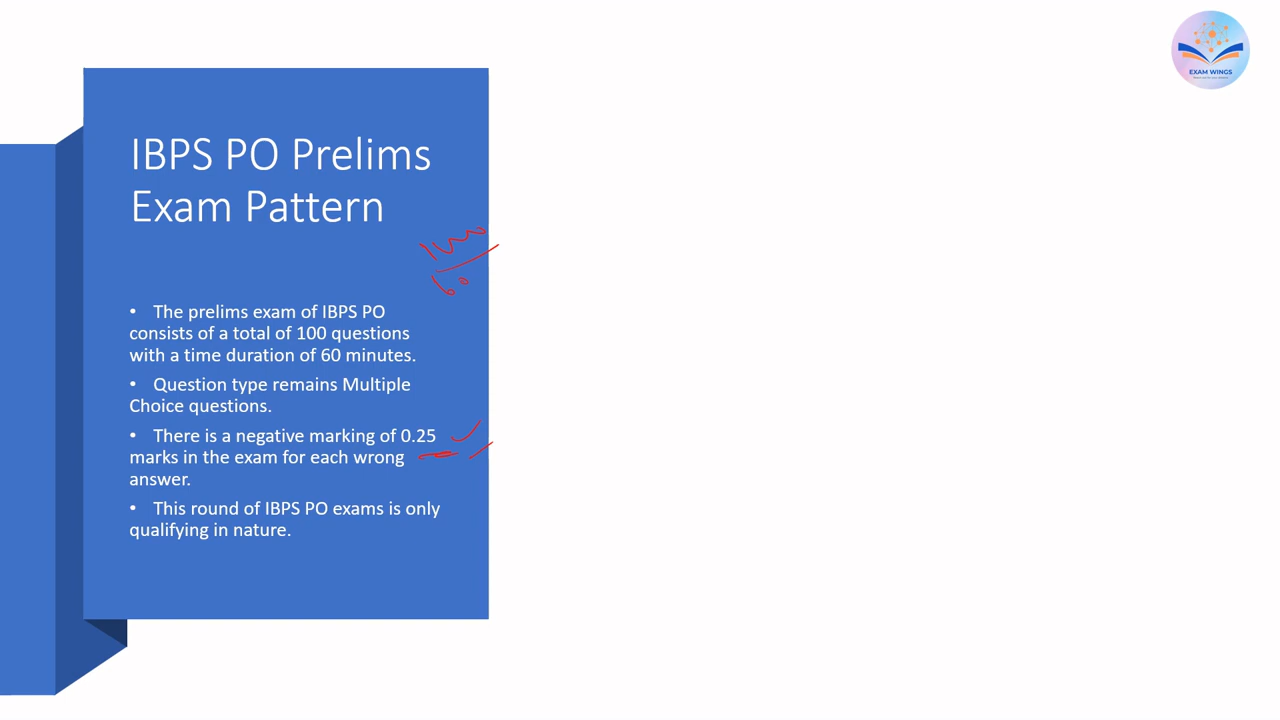 EXAM WINGS
IBPS PO Prelims
Exam Pattern
• The prelims exam of IBPS PO
consists of a total of 100 questions
with a time duration of 60 minutes.
• Question type remains Multiple
Choice questions.
• There is a negative marking of 0.25
marks in the exam for each wrong
answer.
• This round of IBPS PO exams is only
qualifying in nature.